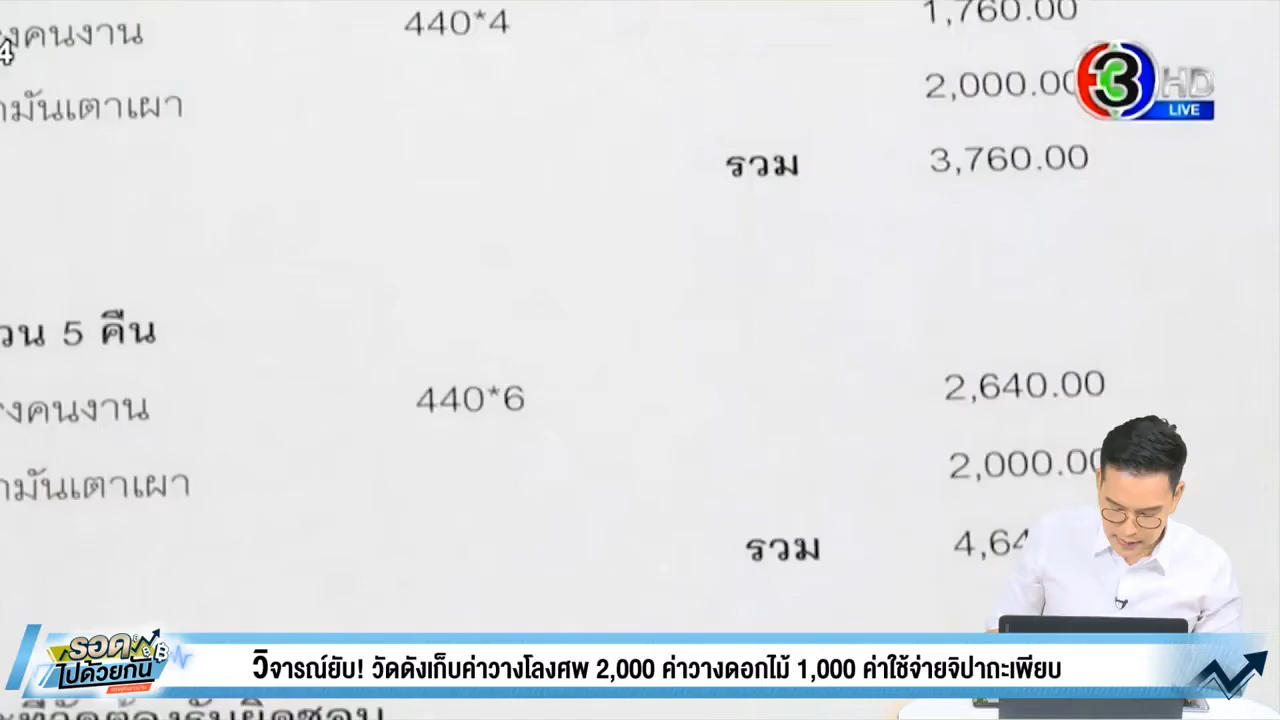 งคนงาน 440*4 1,760.00
4
ามันเตาเผา 2,000.00
3 HD
LIVE
รวม 3,760.00
วน 5 คืน
งคนงาน 440*6 2,640.00
ามันเตาเผา 2,000.00
รวม 4,64
รอด
ไปด้วยกัน
วิจารณ์ยับ! วัดดังเก็บค่าวางโลงศพ 2,000 ค่าวางดอกไม้ 1,000 ค่าใช้จ่ายจิปาถะเพียบ